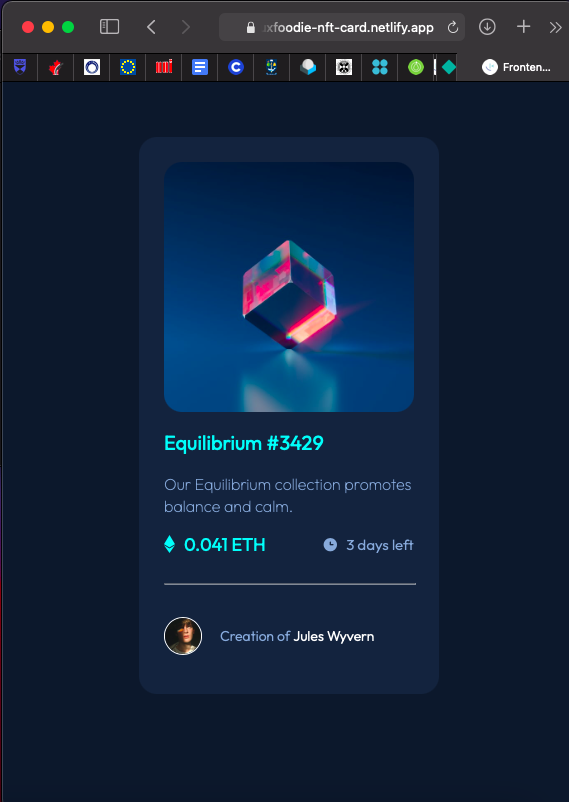 xfoodie-nft-card.netlify.app
Fronten...
Equilibrium #3429
Our Equilibrium collection promotes
balance and calm.
0.041 ETH
3 days left
Creation of Jules Wyvern